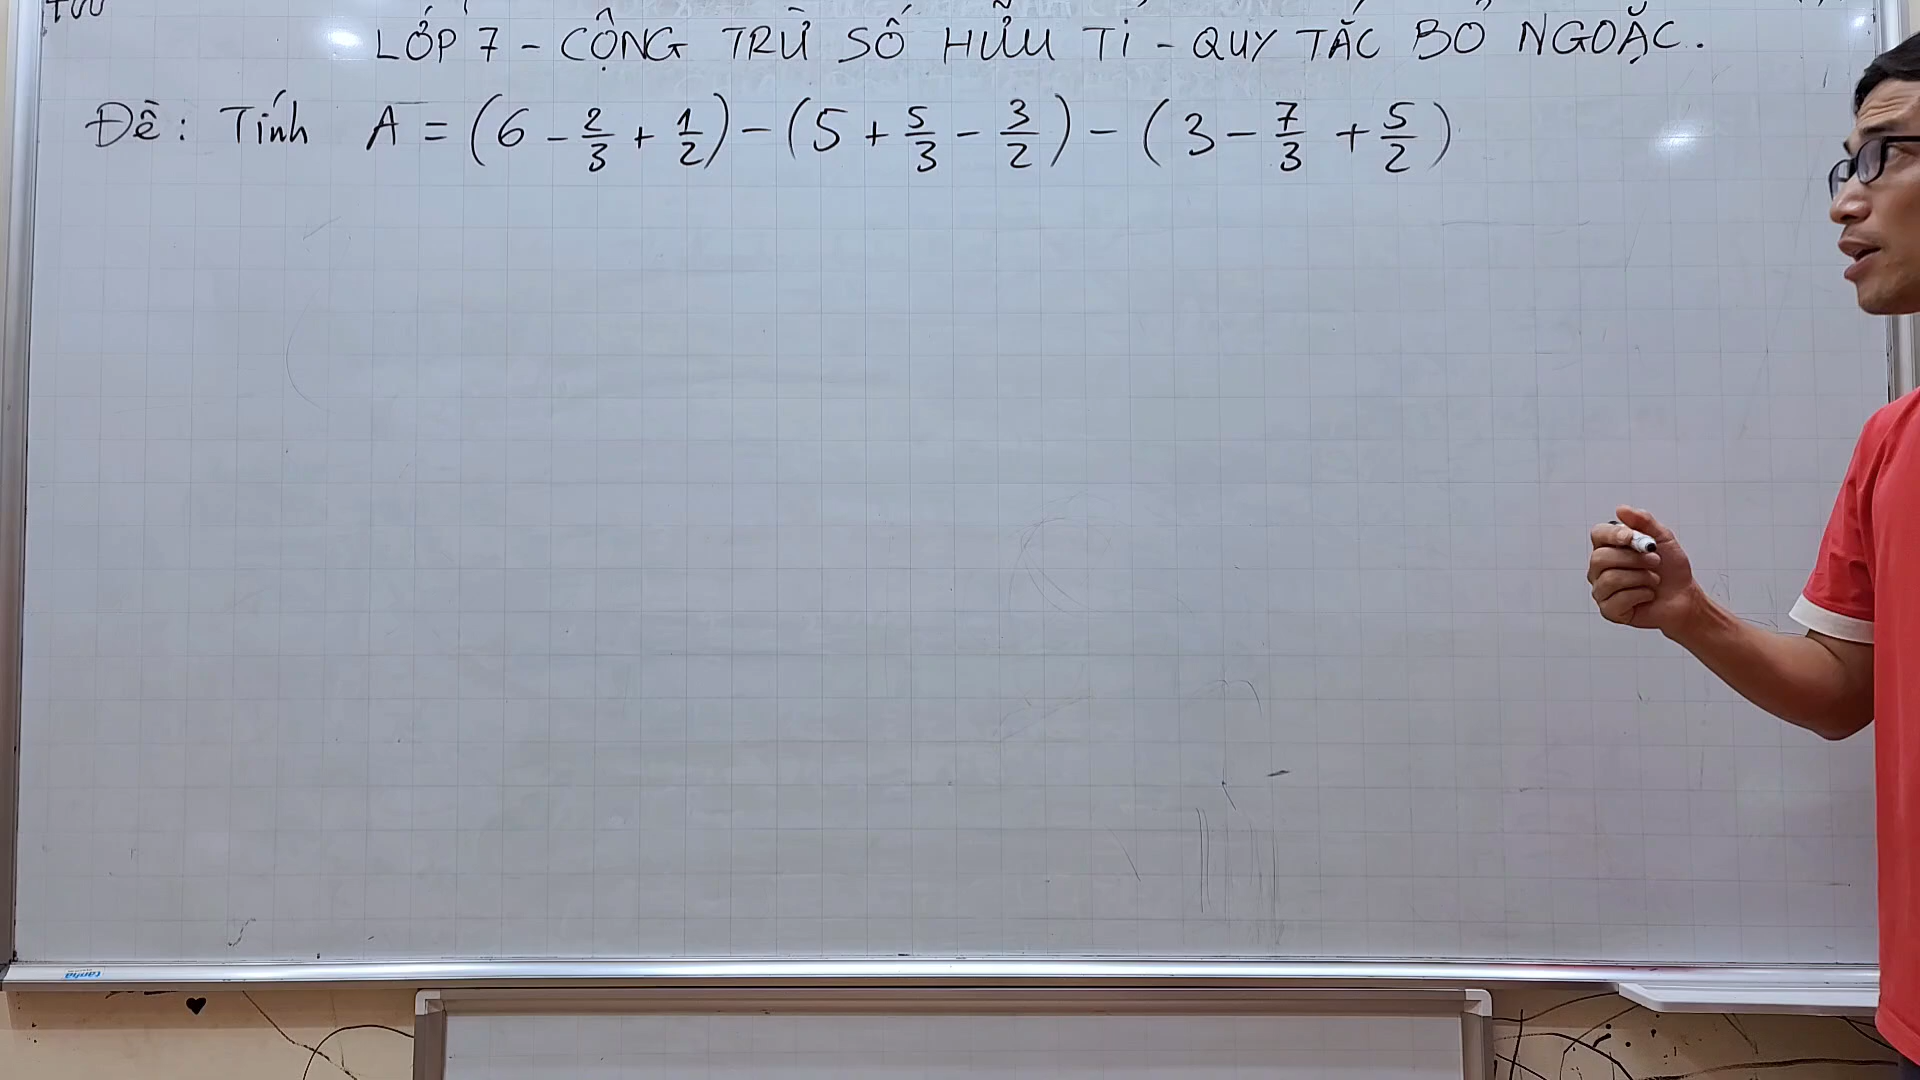 LỚP 7 - CỘNG TRỪ SỐ HỮU TỈ - QUY TẮC BỎ NGOẶC.
Đề: Tính A = (6 - 2/3 + 1/2) - (5 + 5/3 - 3/2) - (3 - 7/3 + 5/2)